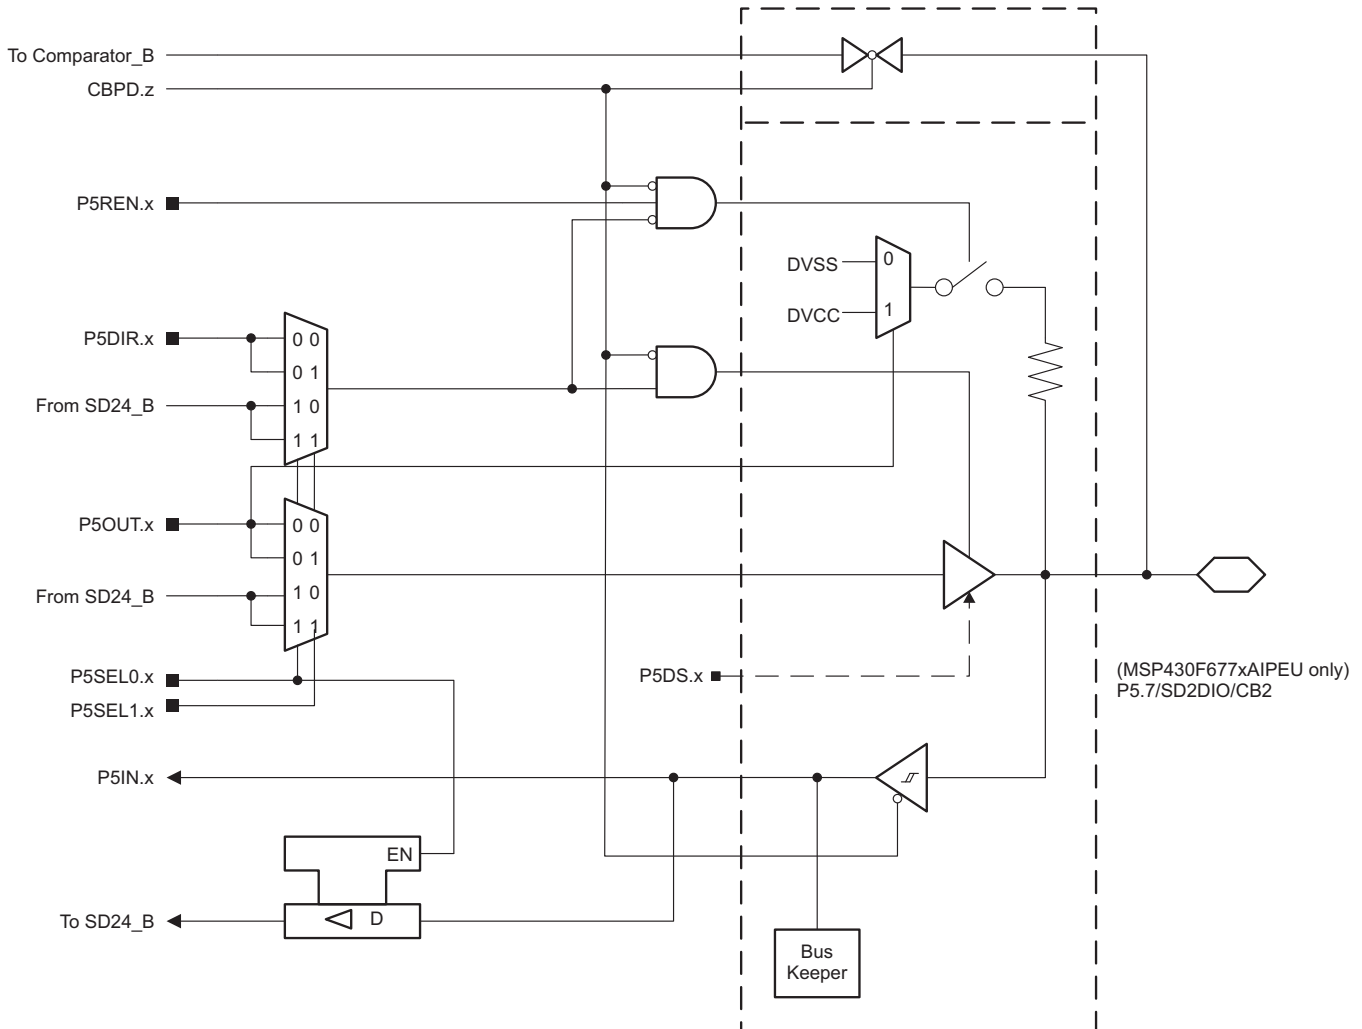 To Comparator_B
CBPD.z
P5REN.x
DVSS
0
DVCC
1
P5DIR.x
0 0
0 1
From SD24_B
1 0
1 1
P5OUT.x
0 0
0 1
From SD24_B
1 0
1 1
P5SEL0.x
P5SEL1.x
P5DS.x
(MSP430F677xAIPEU only)
P5.7/SD2DIO/CB2
P5IN.x
EN
To SD24_B
D
Bus
Keeper